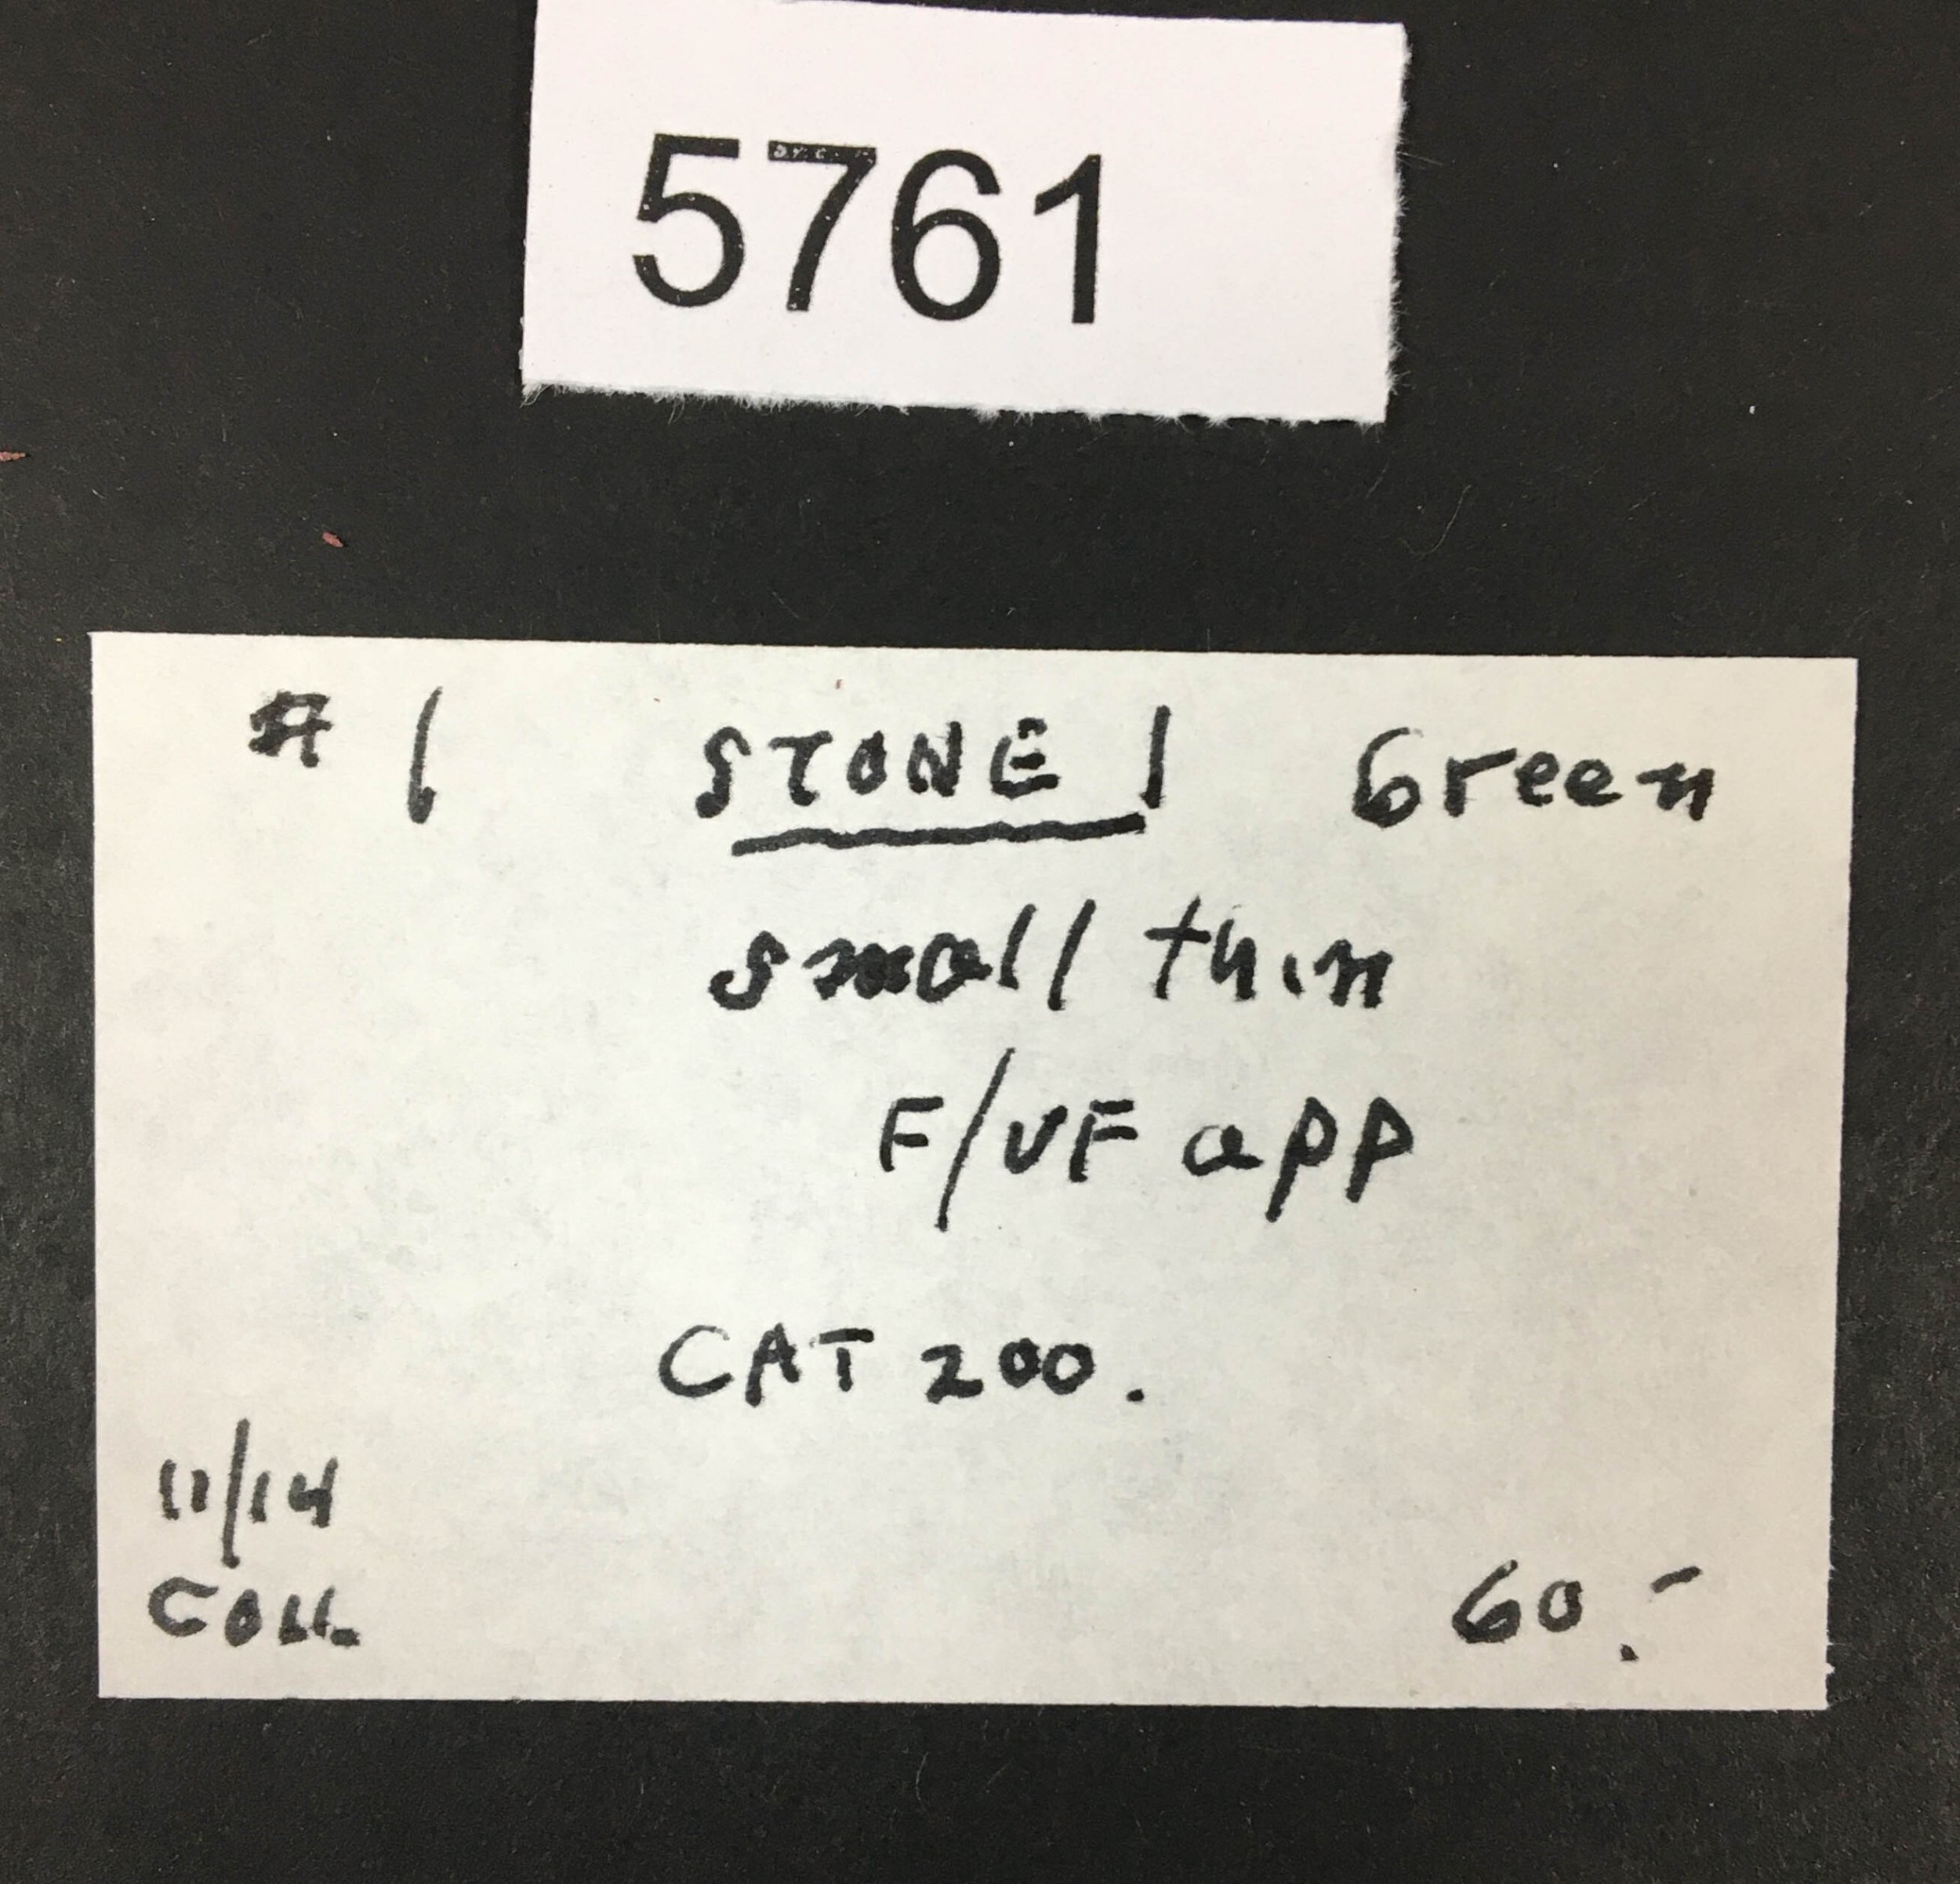 5761
# 1 STONE 1 Green
small thin
F/VF app
CAT 200.
11/14
COLL.
60.-